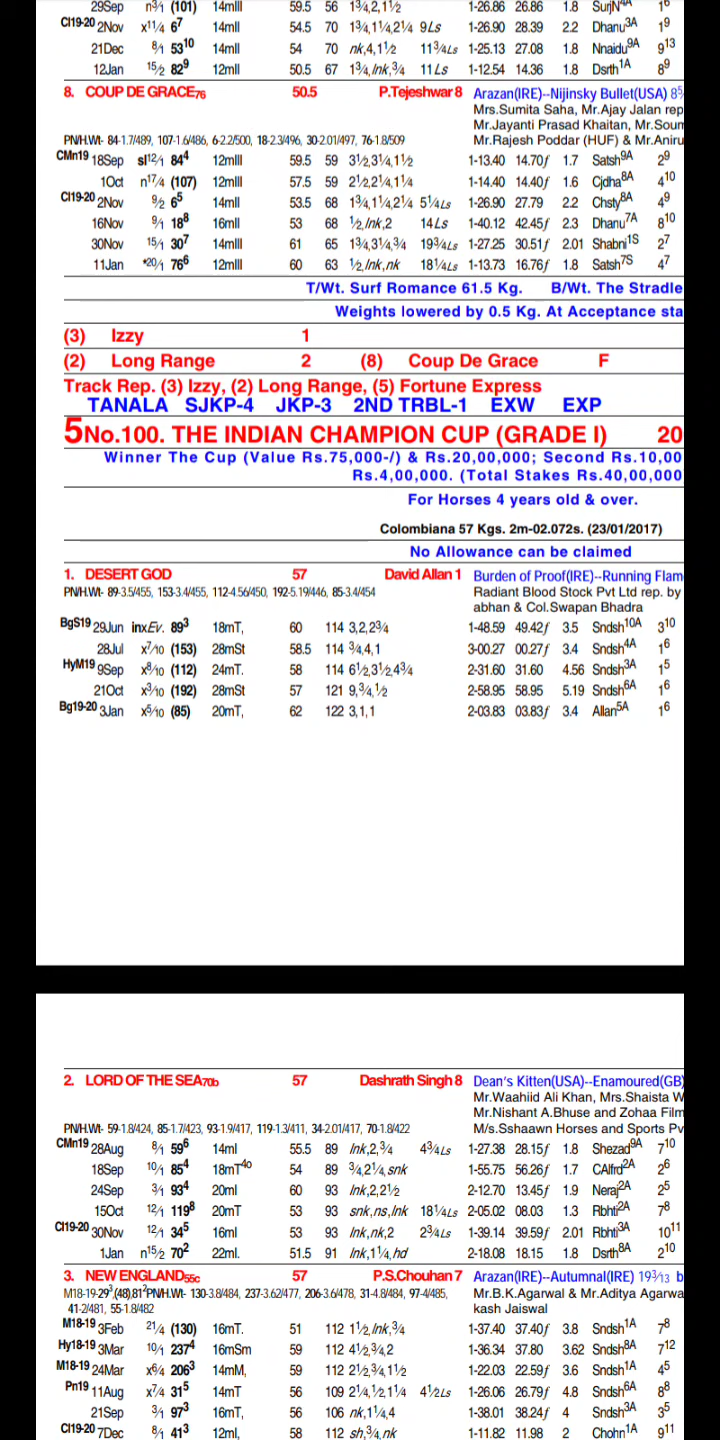 29Sep n³/₁ (101) 14mlI 59.5 56 1¾,2,1½ 1-26.86 26.86 1.8
Cl19-20 2Nov x¹¹/₄ 6⁷ 14mll 54.5 70 1¾,1¼,2¼ 9Ls 1-26.90 28.39 2.2 Dhanu³ᴬ 1⁹
21Dec ⁸/₁ 53¹⁰ 14mll 54 70 nk,4,1½ 11¾Ls 1-25.13 27.08 1.8 Nnaidu⁹ᴬ 9¹³
12Jan ¹⁵/₂ 82⁹ 12mll 50.5 67 1¾,lnk,¾ 11Ls 1-12.54 14.36 1.8 Dsrth¹ᴬ 8⁹
8. COUP DE GRACE76 50.5 P.Tejeshwar 8 Arazan(IRE)--Nijinsky Bullet(USA)
Mrs.Sumita Saha, Mr.Ajay Jalan rep
Mr.Jayanti Prasad Khaitan, Mr.Soum
PN/H.Wt- 84-1.7/489, 107-1.6/486, 6-2.2/500, 18-2.3/496, 30-2.01/497, 76-1.8/509 Mr.Rajesh Poddar (HUF) & Mr.Aniru
CMn19 18Sep sl¹²/₁ 84⁴ 12mlll 59.5 59 3½,3¼,1½ 1-13.40 14.70f 1.7 Satsh⁹ᴬ 2⁹
1Oct n¹⁷/₄ (107) 12mlll 57.5 59 2½,2¼,1¼ 1-14.40 14.40f 1.6 Cjdha⁸ᴬ 4¹⁰
Cl19-20 2Nov ⁹/₂ 6⁵ 14mll 53.5 68 1¾,1¼,2¼ 5¼Ls 1-26.90 27.79 2.2 Chsty⁸ᴬ 4⁹
16Nov ⁹/₁ 18⁸ 16mll 53 68 ½,lnk,2 14Ls 1-40.12 42.45f 2.3 Dhanu⁷ᴬ 8¹⁰
30Nov ¹⁵/₁ 30⁷ 14mlll 61 65 1¾,3¼,¾ 19¾Ls 1-27.25 30.51f 2.01 Shabni¹ˢ 2⁷
11Jan *²⁰/₁ 76⁶ 12mlll 60 63 ½,lnk,nk 18¼Ls 1-13.73 16.76f 1.8 Satsh⁷ˢ 4⁷
T/Wt. Surf Romance 61.5 Kg. B/Wt. The Stradle
Weights lowered by 0.5 Kg. At Acceptance sta
(3) Izzy 1
(2) Long Range 2 (8) Coup De Grace F
Track Rep. (3) Izzy, (2) Long Range, (5) Fortune Express
TANALA SJKP-4 JKP-3 2ND TRBL-1 EXW EXP
5No.100. THE INDIAN CHAMPION CUP (GRADE I) 20
Winner The Cup (Value Rs.75,000-/) & Rs.20,00,000; Second Rs.10,00
Rs.4,00,000. (Total Stakes Rs.40,00,000
For Horses 4 years old & over.
Colombiana 57 Kgs. 2m-02.072s. (23/01/2017)
No Allowance can be claimed
1. DESERT GOD 57 David Allan 1 Burden of Proof(IRE)--Running Flam
PN/H.Wt- 89-3.5/455, 153-3.4/455, 112-4.56/450, 192-5.19/446, 85-3.4/454 Radiant Blood Stock Pvt Ltd rep. by
abhan & Col.Swapan Bhadra
BgS19 29Jun inxEv. 89³ 18mT, 60 114 3,2,2¾ 1-48.59 49.42f 3.5 Sndsh¹⁰ᴬ 3¹⁰
28Jul x⁷/₁₀ (153) 28mSt 58.5 114 ¾,4,1 3-00.27 00.27f 3.4 Sndsh⁴ᴬ 1⁶
HyM19 9Sep x⁸/₁₀ (112) 24mT. 58 114 6½,3½,4¾ 2-31.60 31.60 4.56 Sndsh³ᴬ 1⁵
21Oct x³/₁₀ (192) 28mSt 57 121 9,¾,½ 2-58.95 58.95 5.19 Sndsh⁶ᴬ 1⁶
Bg19-20 3Jan x⁵/₁₀ (85) 20mT, 62 122 3,1,1 2-03.83 03.83f 3.4 Allan⁵ᴬ 1⁶
2. LORD OF THE SEA70b 57 Dashrath Singh 8 Dean's Kitten(USA)--Enamoured(GB)
Mr.Waahiid Ali Khan, Mrs.Shaista W
Mr.Nishant A.Bhuse and Zohaa Film
PN/H.Wt- 59-1.8/424, 85-1.7/423, 93-1.9/417, 119-1.3/411, 34-2.01/417, 70-1.8/422 M/s.Sshaawn Horses and Sports Pv
CMn19 28Aug ⁸/₁ 59⁶ 14ml 55.5 89 lnk,2,¾ 4¾Ls 1-27.38 28.15f 1.8 Shezad⁹ᴬ 7¹⁰
18Sep ¹⁰/₁ 85⁴ 18mT⁴⁰ 54 89 ¾,2¼,snk 1-55.75 56.26f 1.7 CAlfrd²ᴬ 2⁶
24Sep ³/₁ 93⁴ 20ml 60 93 lnk,2,2½ 2-12.70 13.45f 1.9 Neraj²ᴬ 2⁵
15Oct ¹²/₁ 119⁸ 20mT 53 93 snk,ns,lnk 18¼Ls 2-05.02 08.03 1.3 Rbhti²ᴬ 7⁸
Cl19-20 30Nov ¹²/₁ 34⁵ 16ml 53 93 lnk,nk,2 2¾Ls 1-39.14 39.59f 2.01 Rbhti³ᴬ 10¹¹
1Jan n¹⁵/₂ 70² 22ml. 51.5 91 lnk,1¼,hd 2-18.08 18.15 1.8 Dsrth⁸ᴬ 2¹⁰
3. NEW ENGLAND55c 57 P.S.Chouhan 7 Arazan(IRE)--Autumnal(IRE) 19³/₁₃ b
M18-19-29³,(48),81²PN/H.Wt- 130-3.8/484, 237-3.62/477, 206-3.6/478, 31-4.8/484, 97-4/485, Mr.B.K.Agarwal & Mr.Aditya Agarwa
41-2/481, 55-1.8/482 kash Jaiswal
M18-19 3Feb ²¹/₄ (130) 16mT. 51 112 1½,lnk,¾ 1-37.40 37.40f 3.8 Sndsh¹ᴬ 7⁸
Hy18-19 3Mar ¹⁰/₁ 237⁴ 16mSm 59 112 4½,¾,2 1-36.34 37.80 3.62 Sndsh⁸ᴬ 7¹²
M18-19 24Mar x⁶/₄ 206³ 14mM, 59 112 2½,¾,1½ 1-22.03 22.59f 3.6 Sndsh¹ᴬ 4⁵
Pn19 11Aug x⁷/₄ 31⁵ 14mT 56 109 2¼,½,1¼ 4½Ls 1-26.06 26.79f 4.8 Sndsh⁶ᴬ 8⁸
21Sep ³/₁ 97³ 16mT, 56 106 nk,1¼,4 1-38.01 38.24f 4 Sndsh³ᴬ 3⁵
Cl19-20 7Dec ⁸/₁ 41³ 12ml, 58 112 sh,¾,nk 1-11.82 11.98 2 Chohn¹ᴬ 9¹¹